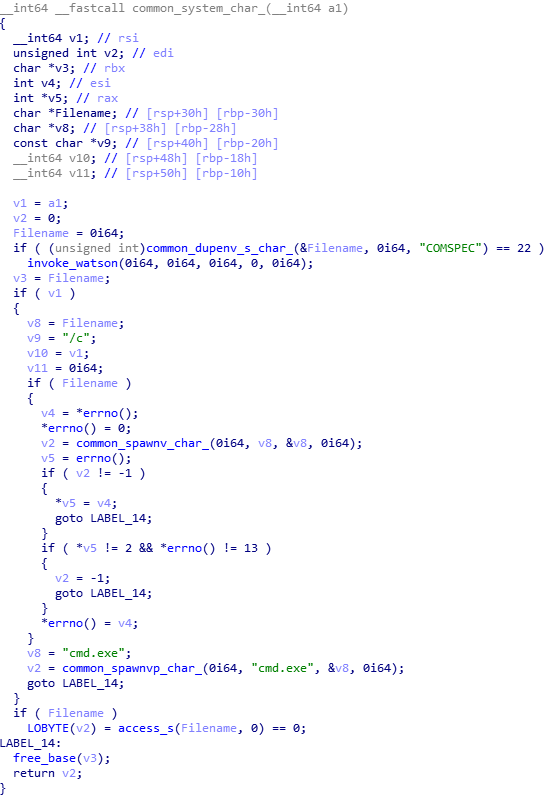 __int64 __fastcall common_system_char_(__int64 a1)
{
  __int64 v1; // rsi
  unsigned int v2; // edi
  char *v3; // rbx
  int v4; // esi
  int *v5; // rax
  char *Filename; // [rsp+30h] [rbp-30h]
  char *v8; // [rsp+38h] [rbp-28h]
  const char *v9; // [rsp+40h] [rbp-20h]
  __int64 v10; // [rsp+48h] [rbp-18h]
  __int64 v11; // [rsp+50h] [rbp-10h]

  v1 = a1;
  v2 = 0;
  Filename = 0i64;
  if ( (unsigned int)common_dupenv_s_char_(&Filename, 0i64, "COMSPEC") == 22 )
    invoke_watson(0i64, 0i64, 0i64, 0, 0i64);
  v3 = Filename;
  if ( v1 )
  {
    v8 = Filename;
    v9 = "/c";
    v10 = v1;
    v11 = 0i64;
    if ( Filename )
    {
      v4 = *errno();
      *errno() = 0;
      v2 = common_spawnv_char_(0i64, v8, &v8, 0i64);
      v5 = errno();
      if ( v2 != -1 )
      {
        *v5 = v4;
        goto LABEL_14;
      }
      if ( *v5 != 2 && *errno() != 13 )
      {
        v2 = -1;
        goto LABEL_14;
      }
      *errno() = v4;
    }
    v8 = "cmd.exe";
    v2 = common_spawnvp_char_(0i64, "cmd.exe", &v8, 0i64);
    goto LABEL_14;
  }
  if ( Filename )
    LOBYTE(v2) = access_s(Filename, 0) == 0;
LABEL_14:
  free_base(v3);
  return v2;
}